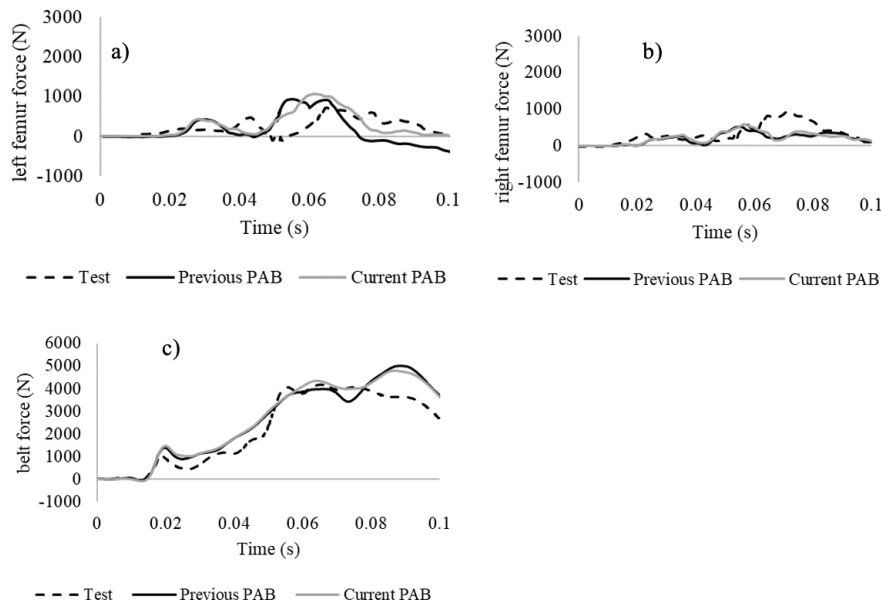 3000
2000
1000
0
-1000
left femur force (N)
a)
0 0.02 0.04 0.06 0.08 0.1
Time (s)
Test Previous PAB Current PAB
3000
2000
1000
0
-1000
right femur force (N)
b)
0 0.02 0.04 0.06 0.08 0.1
Time (s)
Test Previous PAB Current PAB
6000
5000
4000
3000
2000
1000
0
-1000
belt force (N)
c)
0 0.02 0.04 0.06 0.08 0.1
Time (s)
Test Previous PAB Current PAB